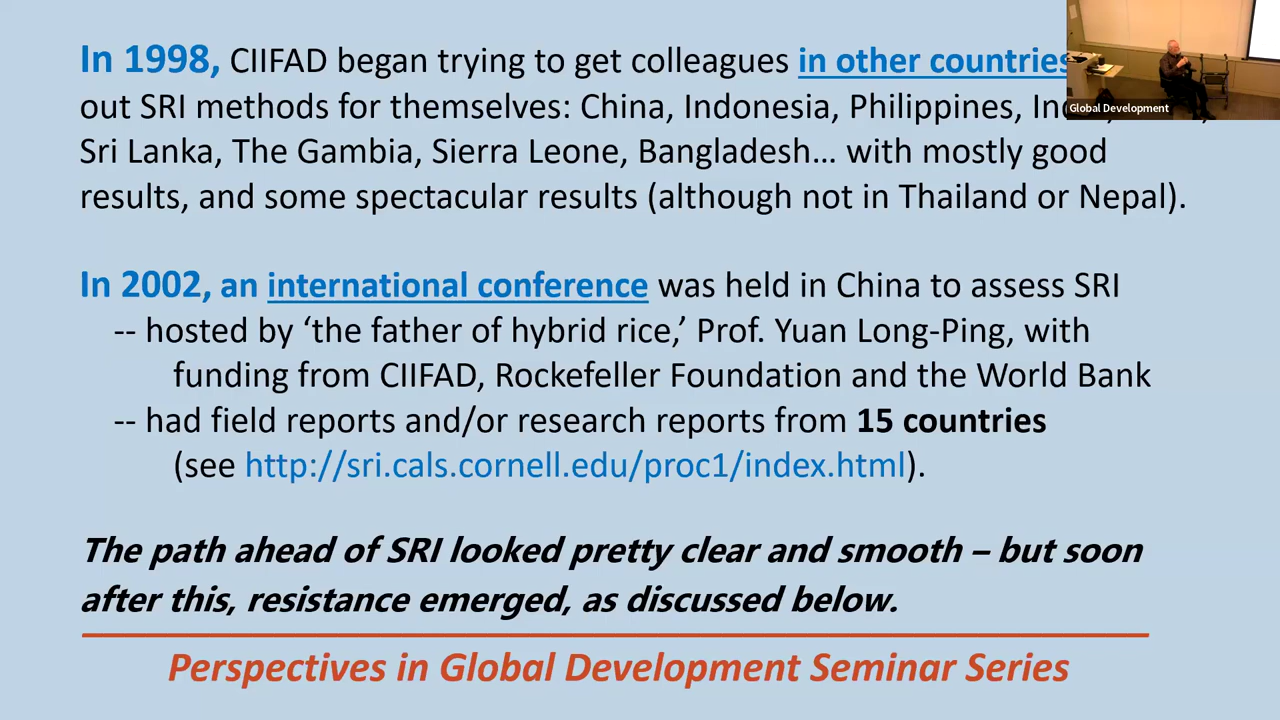 In 1998, CIIFAD began trying to get colleagues in other countries
out SRI methods for themselves: China, Indonesia, Philippines,
Sri Lanka, The Gambia, Sierra Leone, Bangladesh… with mostly good
results, and some spectacular results (although not in Thailand or Nepal).
In 2002, an international conference was held in China to assess SRI
-- hosted by ‘the father of hybrid rice,’ Prof. Yuan Long-Ping, with
funding from CIIFAD, Rockefeller Foundation and the World Bank
-- had field reports and/or research reports from 15 countries
(see http://sri.cals.cornell.edu/proc1/index.html).
The path ahead of SRI looked pretty clear and smooth – but soon
after this, resistance emerged, as discussed below.
Perspectives in Global Development Seminar Series
Global Development